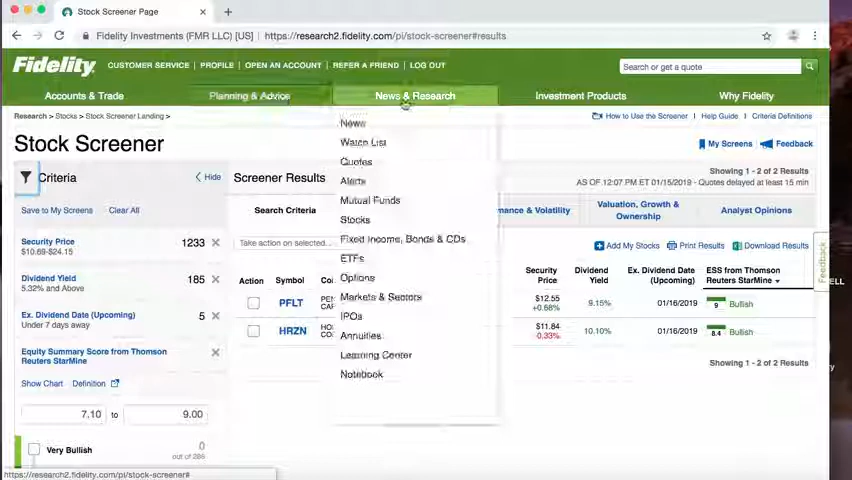 Stock Screener Page
Fidelity Investments (FMR LLC) [US] | https://research2.fidelity.com/pi/stock-screener#results
Fidelity
CUSTOMER SERVICE | PROFILE | OPEN AN ACCOUNT | REFER A FRIEND | LOG OUT
Search or get a quote
Accounts & Trade
Planning & Advice
News & Research
Investment Products
Why Fidelity
Research > Stocks > Stock Screener Landing >
How to Use the Screener
Help Guide
Criteria Definitions
Stock Screener
My Screens
Feedback
News
Watch List
Quotes
Alerts
Mutual Funds
Stocks
Fixed Income, Bonds & CDs
ETFs
Options
Markets & Sectors
IPOs
Annuities
Learning Center
Notebook
Criteria
< Hide
Save to My Screens
Clear All
Security Price 1233
$10.69-$24.15
Dividend Yield 185
5.32% and Above
Ex. Dividend Date (Upcoming) 5
Under 7 days away
Equity Summary Score from Thomson
Reuters StarMine
Show Chart
Definition
7.10 to 9.00
Very Bullish 0
out of 285
Screener Results
Showing 1 - 2 of 2 Results
AS OF 12:07 PM ET 01/15/2019 - Quotes delayed at least 15 min
Search Criteria
& Volatility
Valuation, Growth &
Ownership
Analyst Opinions
Take action on selected...
Add My Stocks
Print Results
Download Results
Action Symbol
Security
Price
Dividend
Yield
Ex. Dividend Date
(Upcoming)
ESS from Thomson
Reuters StarMine
PFLT
$12.55
+0.68%
9.15%
01/16/2019
9 Bullish
HRZN
$11.84
-0.33%
10.10%
01/16/2019
8.4 Bullish
Showing 1 - 2 of 2 Results
Feedback
ELL
https://research2.fidelity.com/pi/stock-screener#